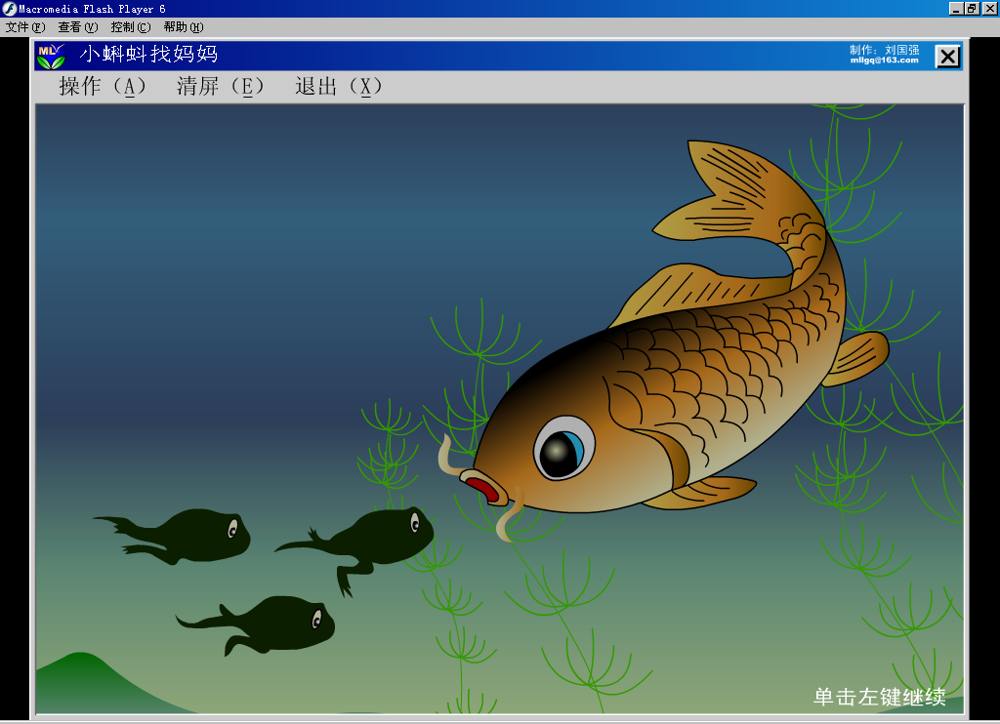 Macromedia Flash Player 6
文件(F) 查看(V) 控制(C) 帮助(H)
ML
小蝌蚪找妈妈
制作：刘国强
mllgq@163.com
操作（A） 清屏（E） 退出（X）
单击左键继续